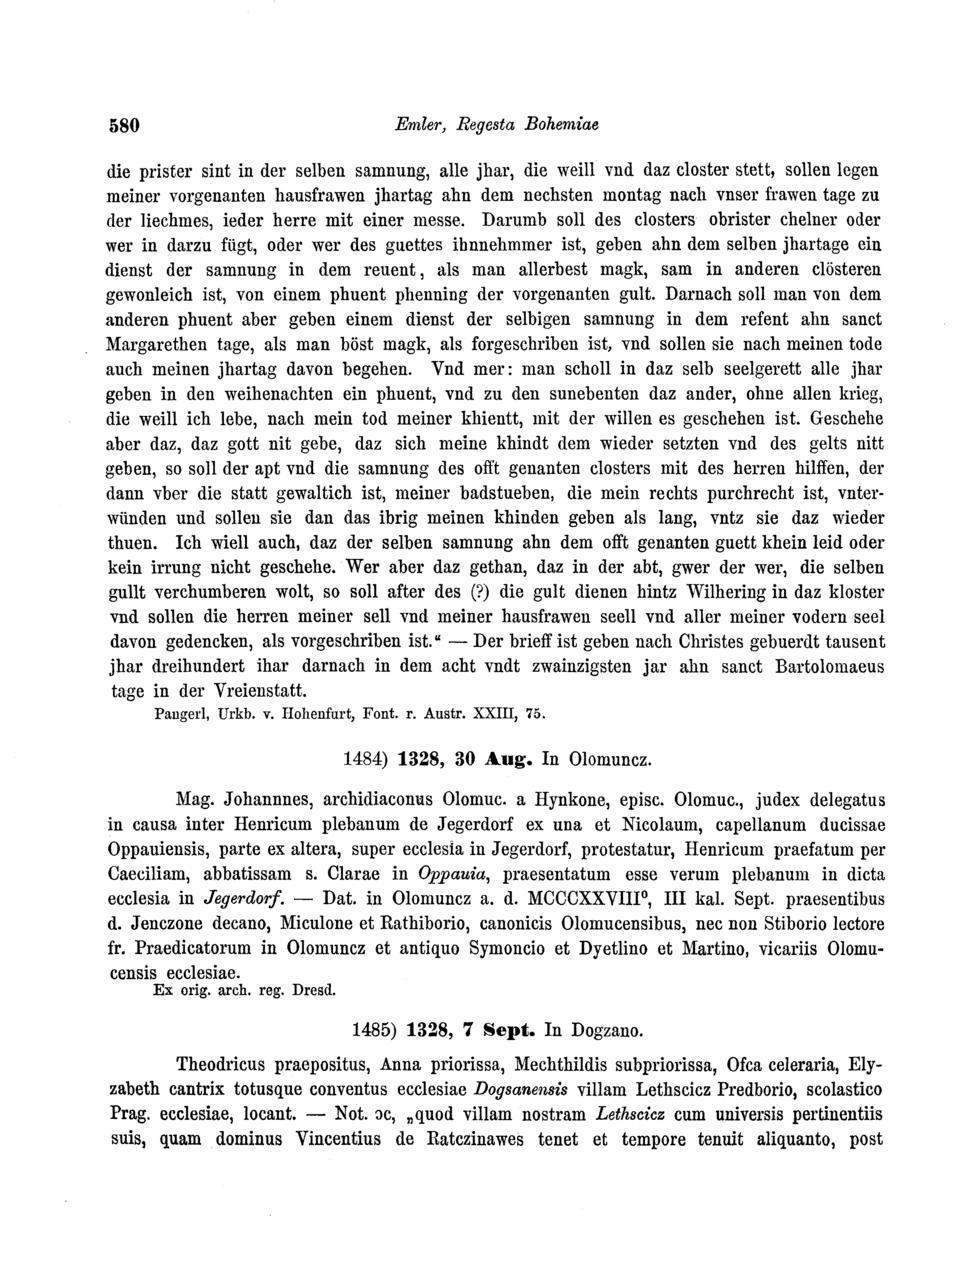 580
Emler, Regesta Bohemiae
die prister sint in der selben samnung, alle jhar, die weill vnd daz closter stett, sollen legen
meiner vorgenanten hausfrawen jhartag ahn dem nechsten montag nach vnser frawen tage zu
der liechmes, ieder herre mit einer messe. Darumb soll des closters obrister chelner oder
wer in darzu fügt, oder wer des guettes ihnnehmmer ist, geben ahn dem selben jhartage ein
dienst der samnung in dem reuent, als man allerbest magk, sam in anderen clösteren
gewonleich ist, von einem phuent phenning der vorgenanten gult. Darnach soll man von dem
anderen phuent aber geben einem dienst der selbigen samnung in dem refent ahn sanct
Margarethen tage, als man böst magk, als forgeschriben ist, vnd sollen sie nach meinen tode
auch meinen jhartag davon begehen. Vnd mer: man scholl in daz selb seelgerett alle jhar
geben in den weihenachten ein phuent, vnd zu den sunebenten daz ander, ohne allen krieg,
die weill ich lebe, nach mein tod meiner khientt, mit der willen es geschehen ist. Geschehe
aber daz, daz gott nit gebe, daz sich meine khindt dem wieder setzten vnd des gelts nitt
geben, so soll der apt vnd die samnung des offt genanten closters mit des herren hilffen, der
dann vber die statt gewaltich ist, meiner badstueben, die mein rechts purchrecht ist, vnter-
wünden und sollen sie dan das ibrig meinen khinden geben als lang, vntz sie daz wieder
thuen. Ich wiell auch, daz der selben samnung ahn dem offt genanten guett khein leid oder
kein irrung nicht geschehe. Wer aber daz gethan, daz in der abt, gwer der wer, die selben
gullt verchumberen wolt, so soll after des (?) die gult dienen hintz Wilhering in daz kloster
vnd sollen die herren meiner sell vnd meiner hausfrawen seell vnd aller meiner vodern seel
davon gedencken, als vorgeschriben ist.“ — Der brieff ist geben nach Christes gebuerdt tausent
jhar dreihundert ihar darnach in dem acht vndt zwainzigsten jar ahn sanct Bartolomaeus
tage in der Vreienstatt.
Pangerl, Urkb. v. Hohenfurt, Font. r. Austr. XXIII, 75.
1484) 1328, 30 Aug. In Olomuncz.
Mag. Johannnes, archidiaconus Olomuc. a Hynkone, episc. Olomuc., judex delegatus
in causa inter Henricum plebanum de Jegerdorf ex una et Nicolaum, capellanum ducissae
Oppauiensis, parte ex altera, super ecclesia in Jegerdorf, protestatur, Henricum praefatum per
Caeciliam, abbatissam s. Clarae in Oppauia, praesentatum esse verum plebanum in dicta
ecclesia in Jegerdorf. — Dat. in Olomuncz a. d. MCCCXXVIII⁰, III kal. Sept. praesentibus
d. Jenczone decano, Miculone et Rathiborio, canonicis Olomucensibus, nec non Stiborio lectore
fr. Praedicatorum in Olomuncz et antiquo Symoncio et Dyetlino et Martino, vicariis Olomu-
censis ecclesiae.
Ex orig. arch. reg. Dresd.
1485) 1328, 7 Sept. In Dogzano.
Theodricus praepositus, Anna priorissa, Mechthildis subpriorissa, Ofca celeraria, Ely-
zabeth cantrix totusque conventus ecclesiae Dogsanensis villam Lethscicz Predborio, scolastico
Prag. ecclesiae, locant. — Not. ɔc, „quod villam nostram Lethscicz cum universis pertinentiis
suis, quam dominus Vincentius de Ratczinawes tenet et tempore tenuit aliquanto, post